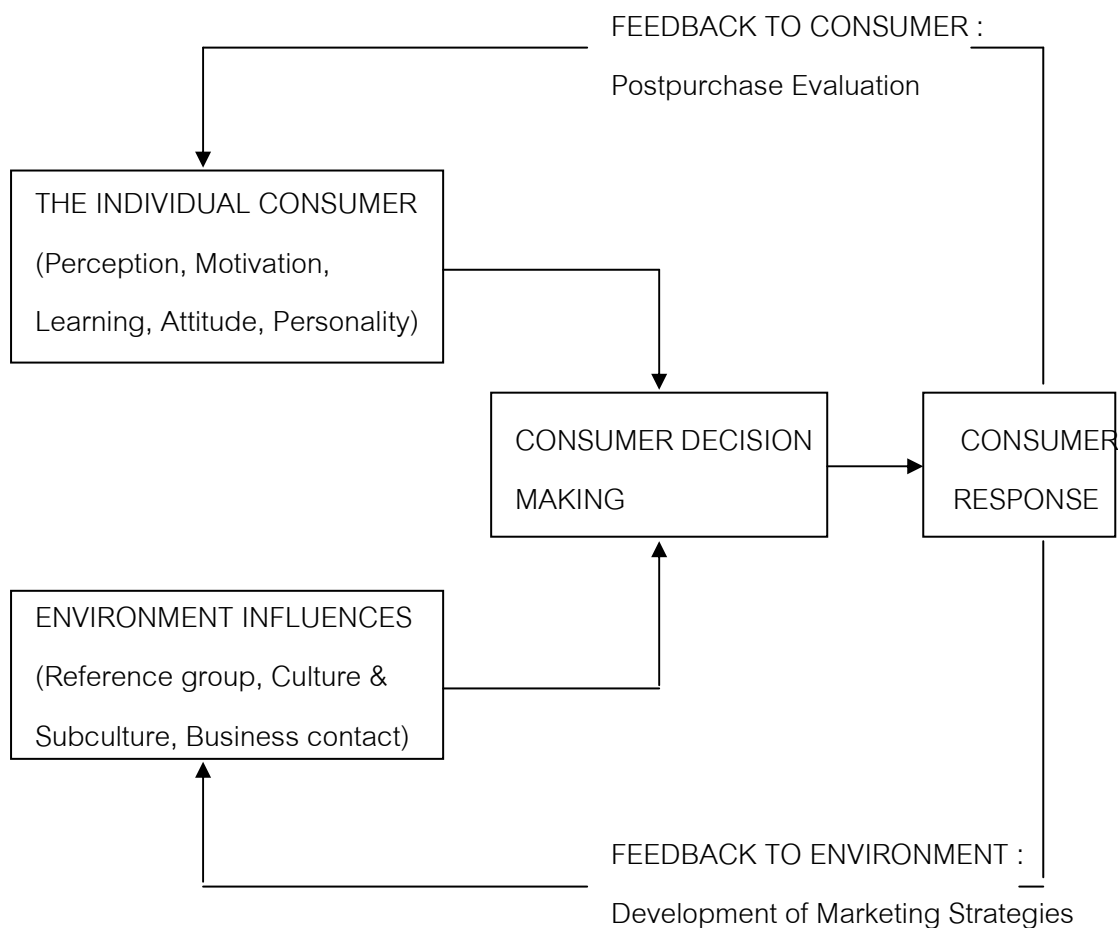 FEEDBACK TO CONSUMER :
Postpurchase Evaluation
THE INDIVIDUAL CONSUMER
(Perception, Motivation,
Learning, Attitude, Personality)
CONSUMER DECISION
MAKING
CONSUMER
RESPONSE
ENVIRONMENT INFLUENCES
(Reference group, Culture &
Subculture, Business contact)
FEEDBACK TO ENVIRONMENT :
Development of Marketing Strategies